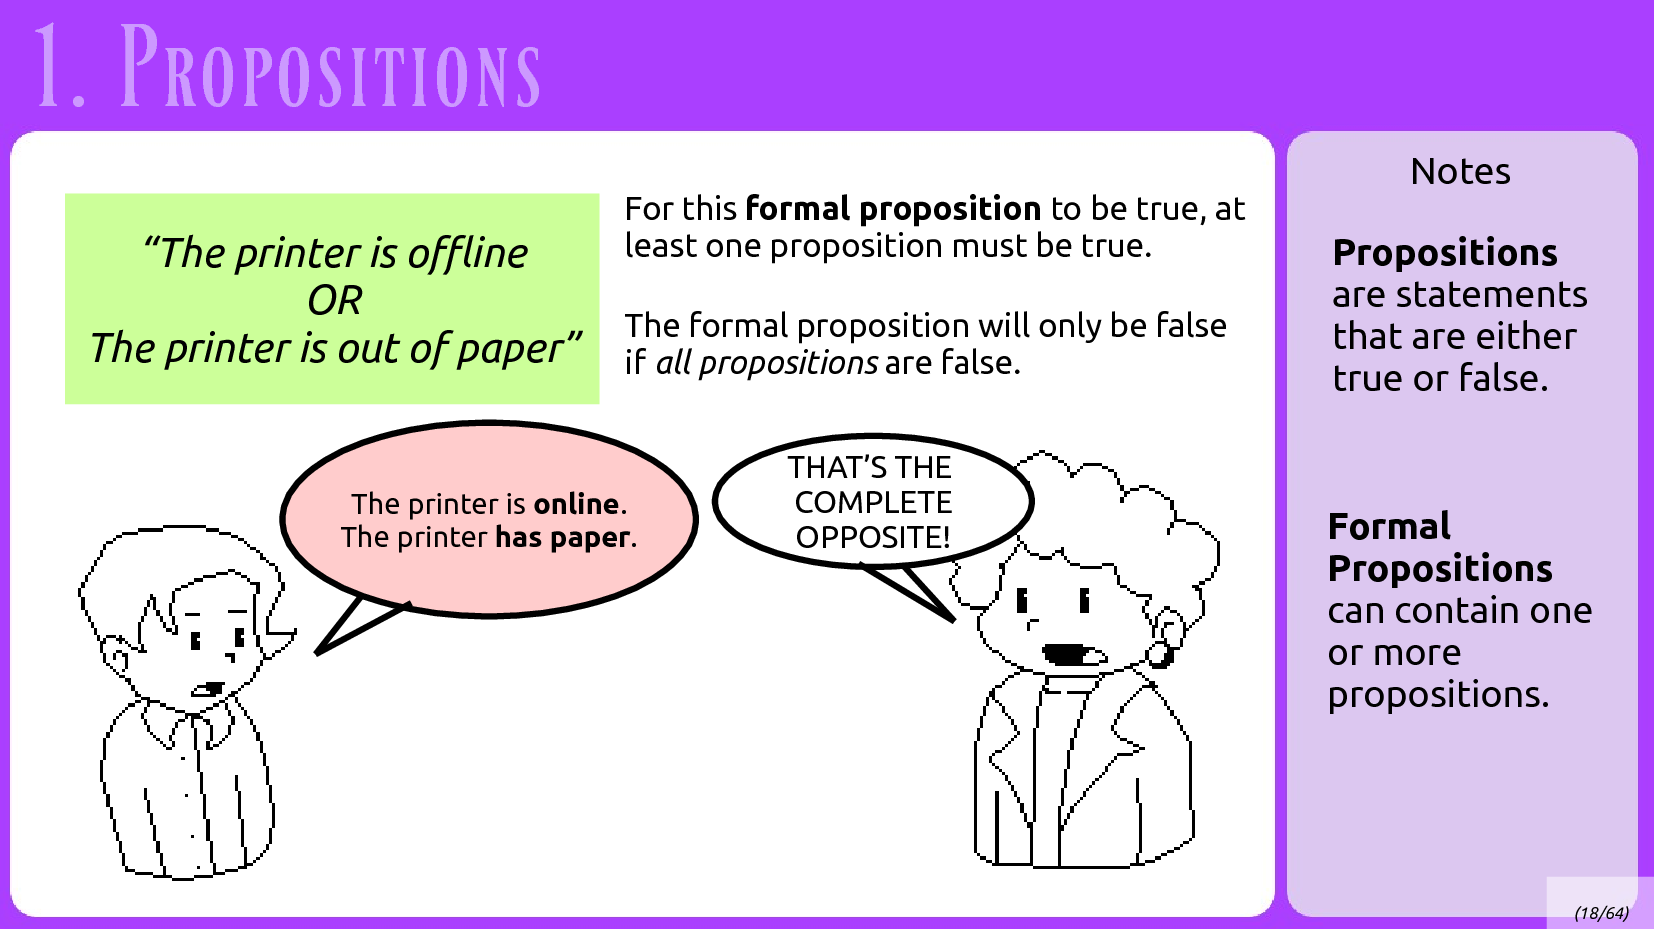 1. Propositions
“The printer is offline
OR
The printer is out of paper”
For this formal proposition to be true, at
least one proposition must be true.
The formal proposition will only be false
if all propositions are false.
The printer is online.
The printer has paper.
THAT’S THE
COMPLETE
OPPOSITE!
Notes
Propositions
are statements
that are either
true or false.
Formal
Propositions
can contain one
or more
propositions.
(18/64)